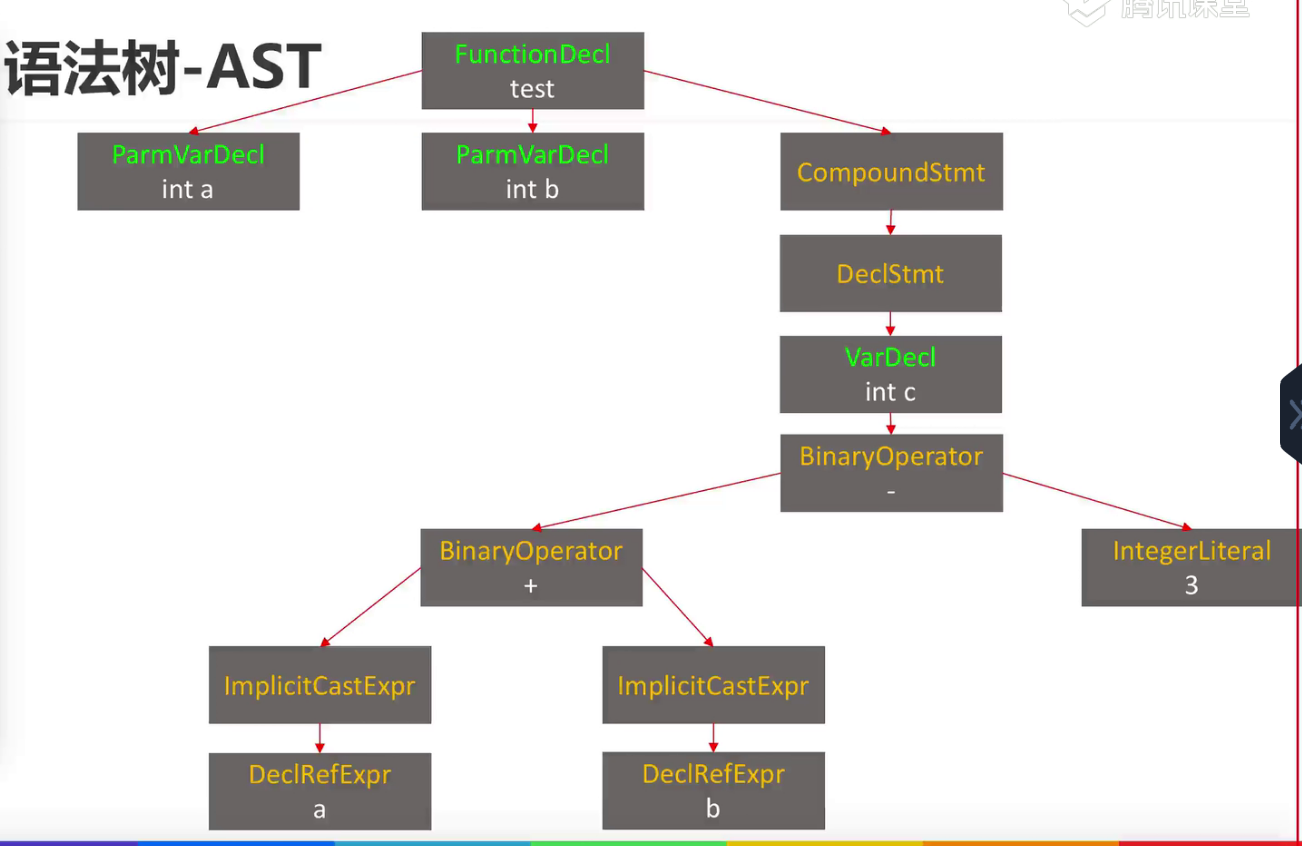 腾讯课堂
语法树-AST
FunctionDecl
test
ParmVarDecl
int a
ParmVarDecl
int b
CompoundStmt
DeclStmt
VarDecl
int c
BinaryOperator
-
BinaryOperator
+
IntegerLiteral
3
ImplicitCastExpr
ImplicitCastExpr
DeclRefExpr
a
DeclRefExpr
b